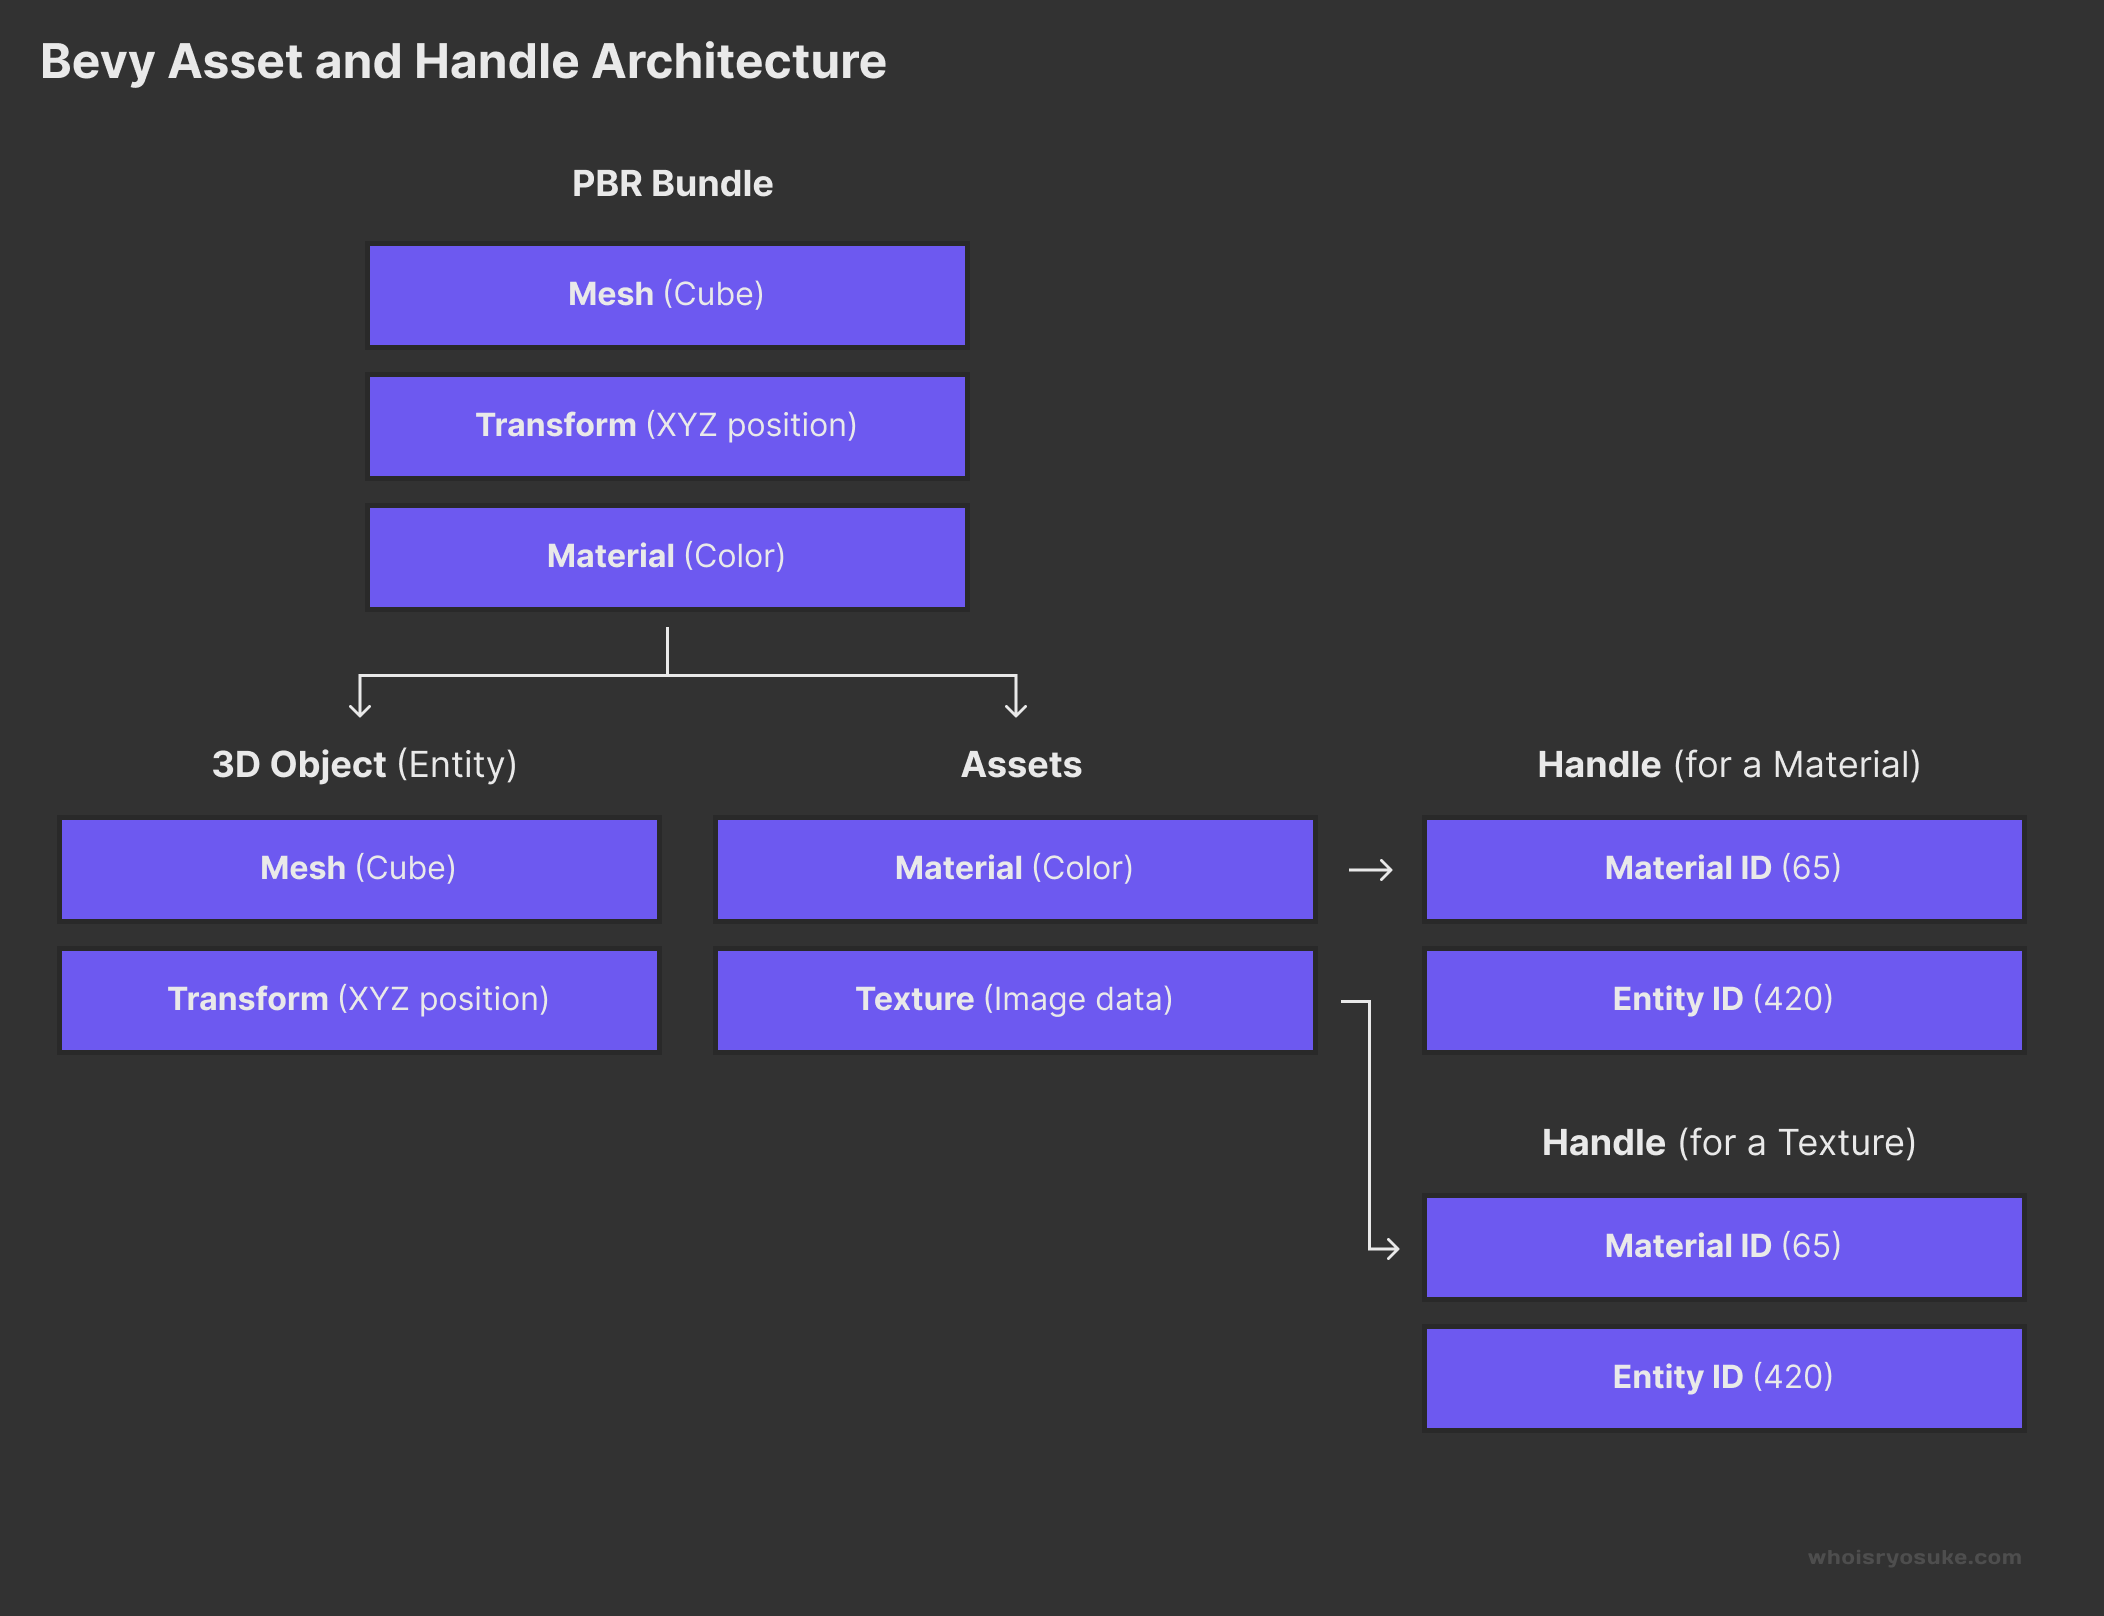 Bevy Asset and Handle Architecture
PBR Bundle
Mesh (Cube)
Transform (XYZ position)
Material (Color)
3D Object (Entity)
Mesh (Cube)
Transform (XYZ position)
Assets
Material (Color)
Texture (Image data)
Handle (for a Material)
Material ID (65)
Entity ID (420)
Handle (for a Texture)
Material ID (65)
Entity ID (420)
whoisryosuke.com